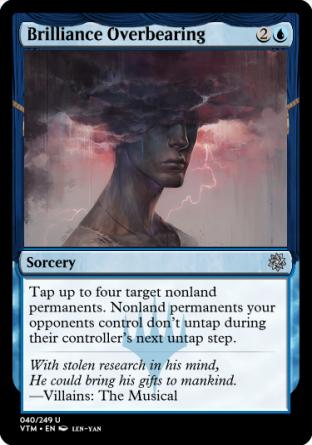 Brilliance Overbearing 2
Sorcery
Tap up to four target nonland
permanents. Nonland permanents your
opponents control don't untap during
their controller's next untap step.
With stolen research in his mind,
He could bring his gifts to mankind.
—Villains: The Musical
040/249 U
VTM • EN LEN-YAN